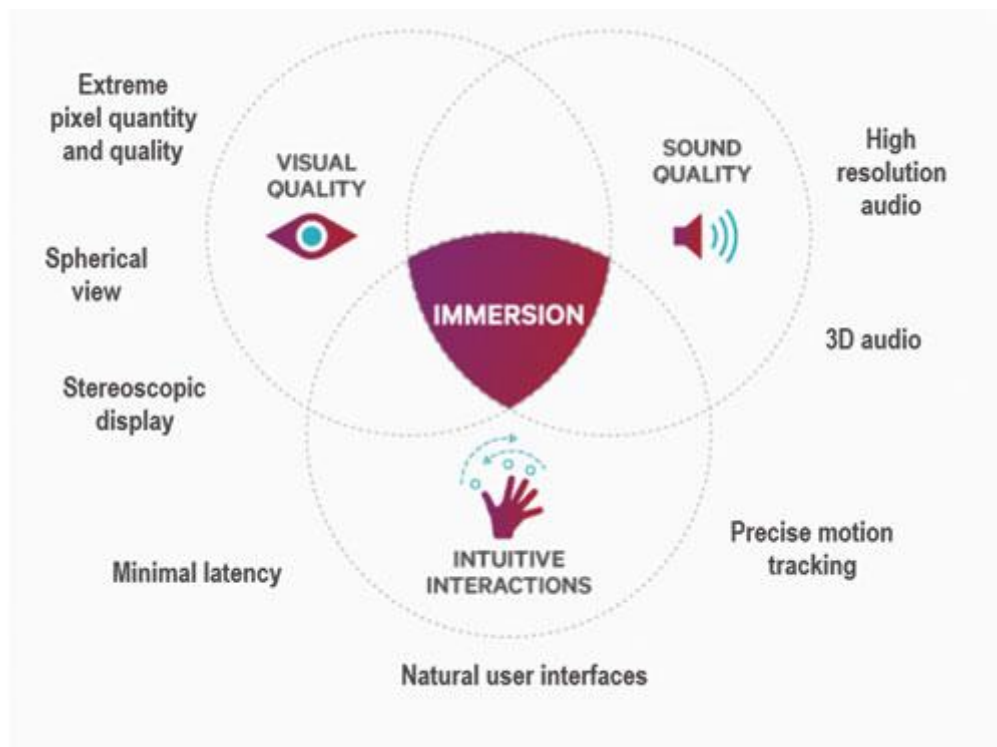 Extreme
pixel quantity
and quality
VISUAL
QUALITY
SOUND
QUALITY
High
resolution
audio
Spherical
view
IMMERSION
3D audio
Stereoscopic
display
Precise motion
tracking
Minimal latency
INTUITIVE
INTERACTIONS
Natural user interfaces